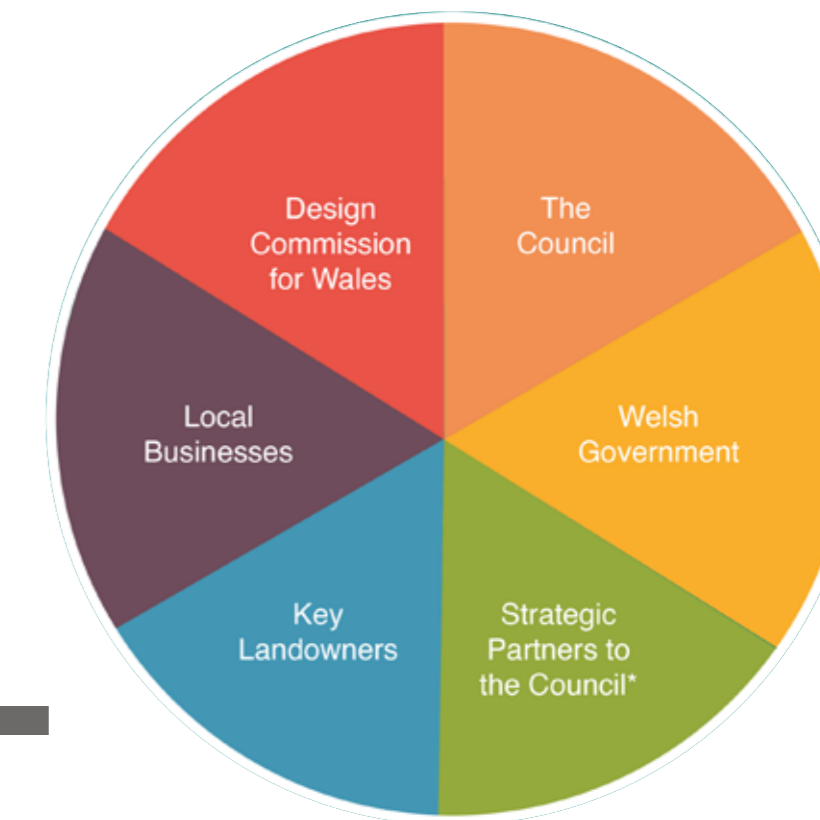 Design
Commission
for Wales
The
Council
Local
Businesses
Welsh
Government
Key
Landowners
Strategic
Partners to
the Council*